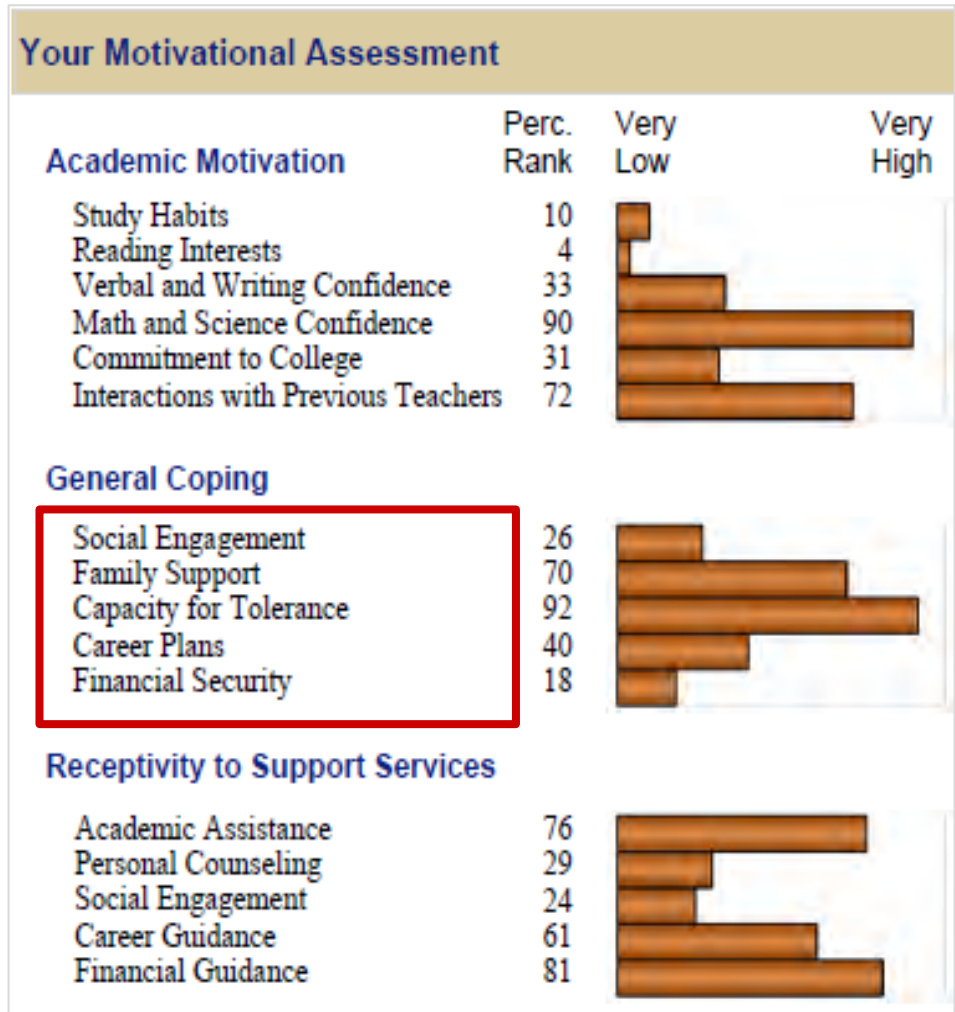 Your Motivational Assessment
Perc. Very Very
Academic Motivation Rank Low High
Study Habits 10
Reading Interests 4
Verbal and Writing Confidence 33
Math and Science Confidence 90
Commitment to College 31
Interactions with Previous Teachers 72
General Coping
Social Engagement 26
Family Support 70
Capacity for Tolerance 92
Career Plans 40
Financial Security 18
Receptivity to Support Services
Academic Assistance 76
Personal Counseling 29
Social Engagement 24
Career Guidance 61
Financial Guidance 81